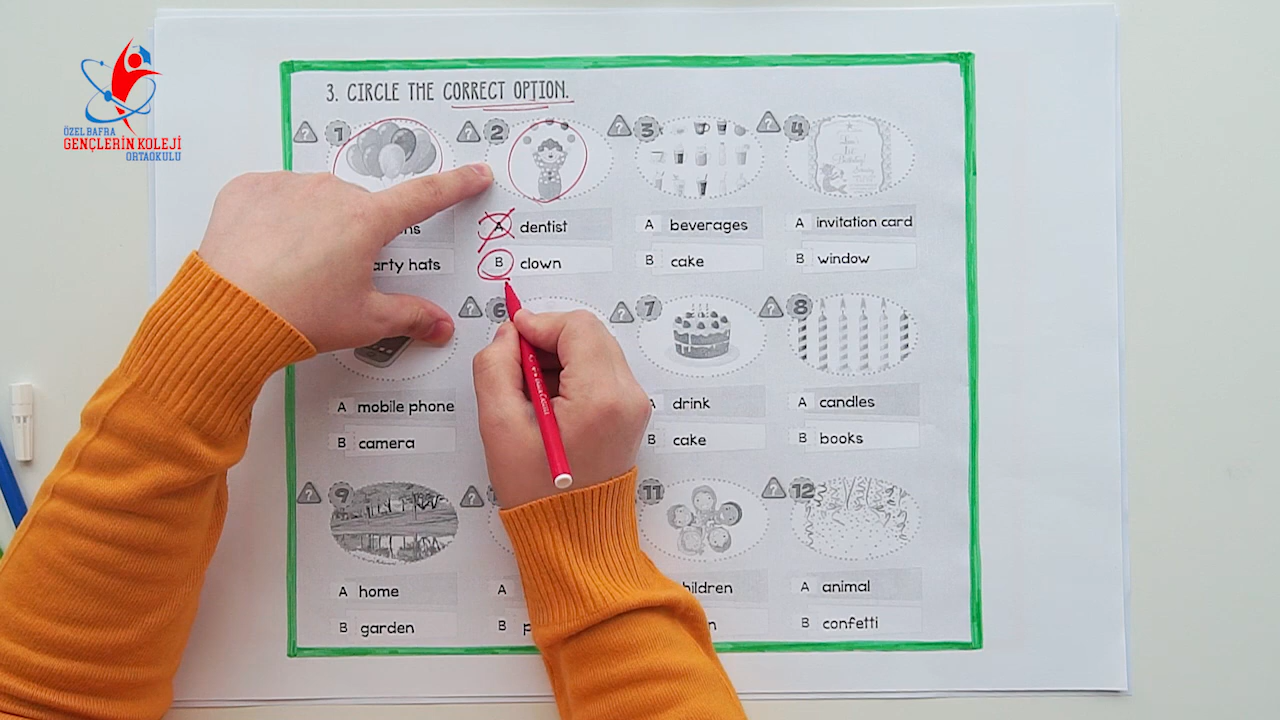 ÖZEL BAFRA
GENÇLERİN KOLEJİ
ORTAOKULU
3. CIRCLE THE CORRECT OPTION.
? 1 ? 2 ? 3 ? 4
A dentist A beverages A invitation card
B clown B cake B window
hats
? 6 ? 7 ? 8
A mobile phone A drink A candles
B camera B cake B books
? 9 ? 11 ? 12
A home A A animal
B garden B B confetti